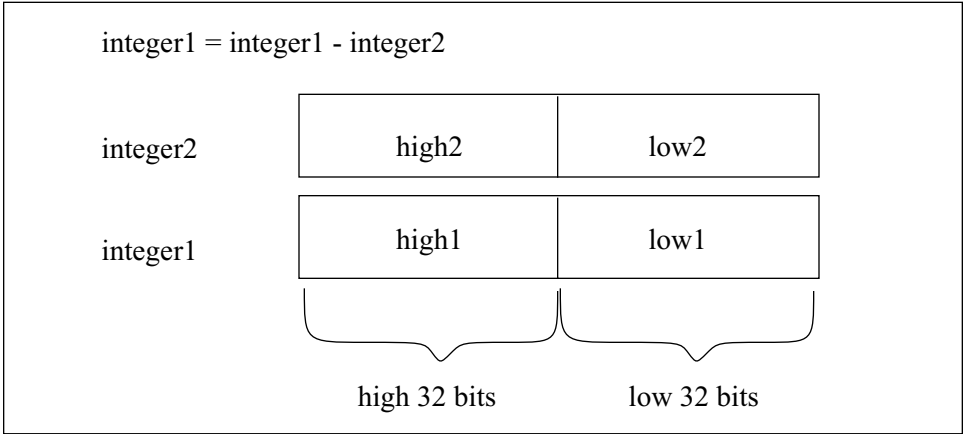 integer1 = integer1 - integer2
integer2 high2 low2
integer1 high1 low1
high 32 bits low 32 bits